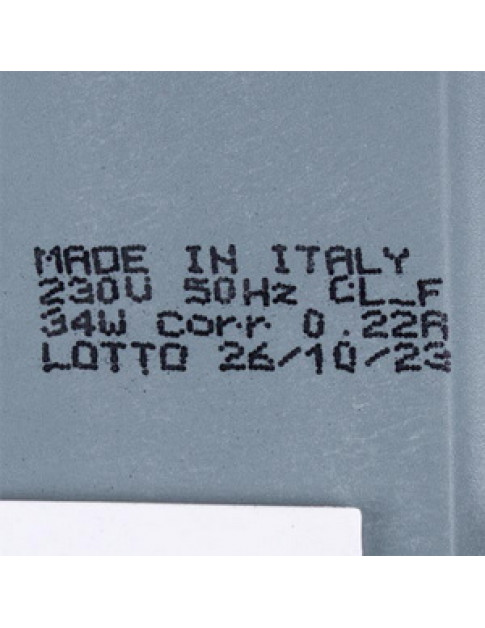 MADE IN ITALY
230V 50Hz CL_F
34W Corr 0.22A
LOTTO 26/10/23